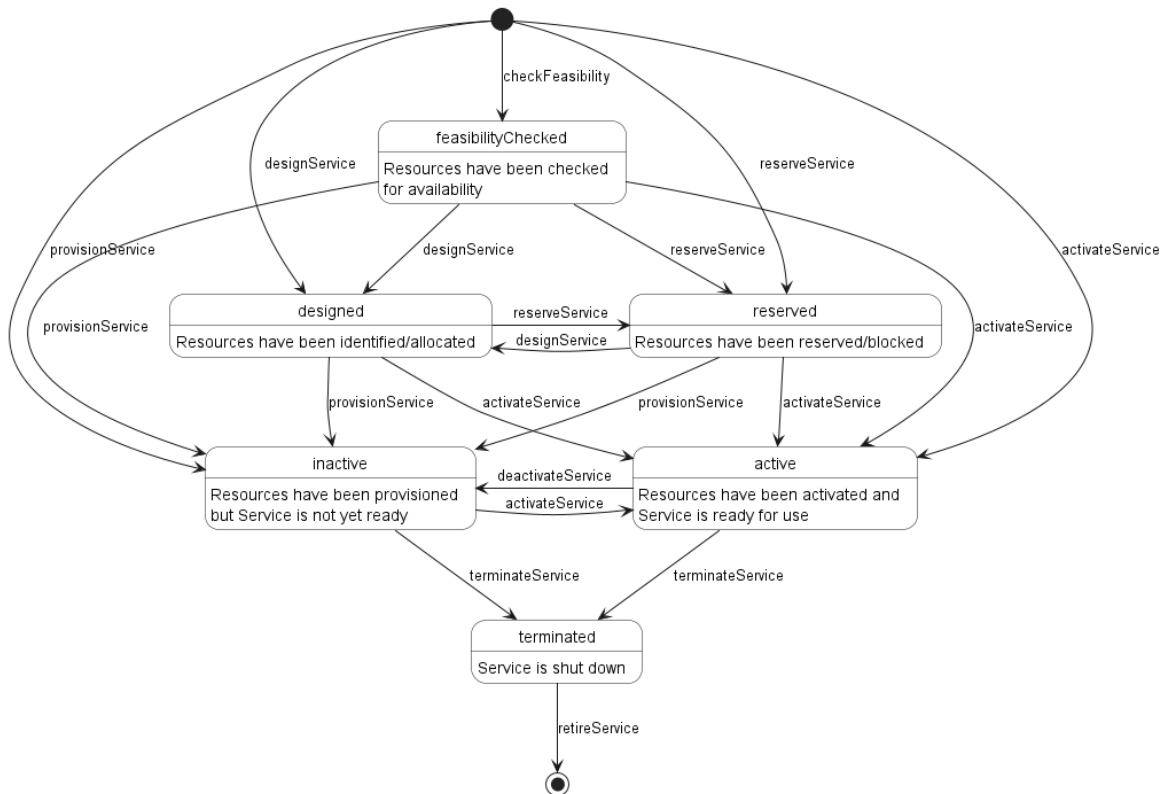 checkFeasibility
feasibilityChecked
Resources have been checked
for availability
designService
reserveService
provisionService
designService
reserveService
activateService
provisionService
activateService
designed
Resources have been identified/allocated
reserveService
designService
reserved
Resources have been reserved/blocked
provisionService
activateService
provisionService
activateService
inactive
Resources have been provisioned
but Service is not yet ready
deactivateService
activateService
active
Resources have been activated and
Service is ready for use
terminateService
terminateService
terminated
Service is shut down
retireService